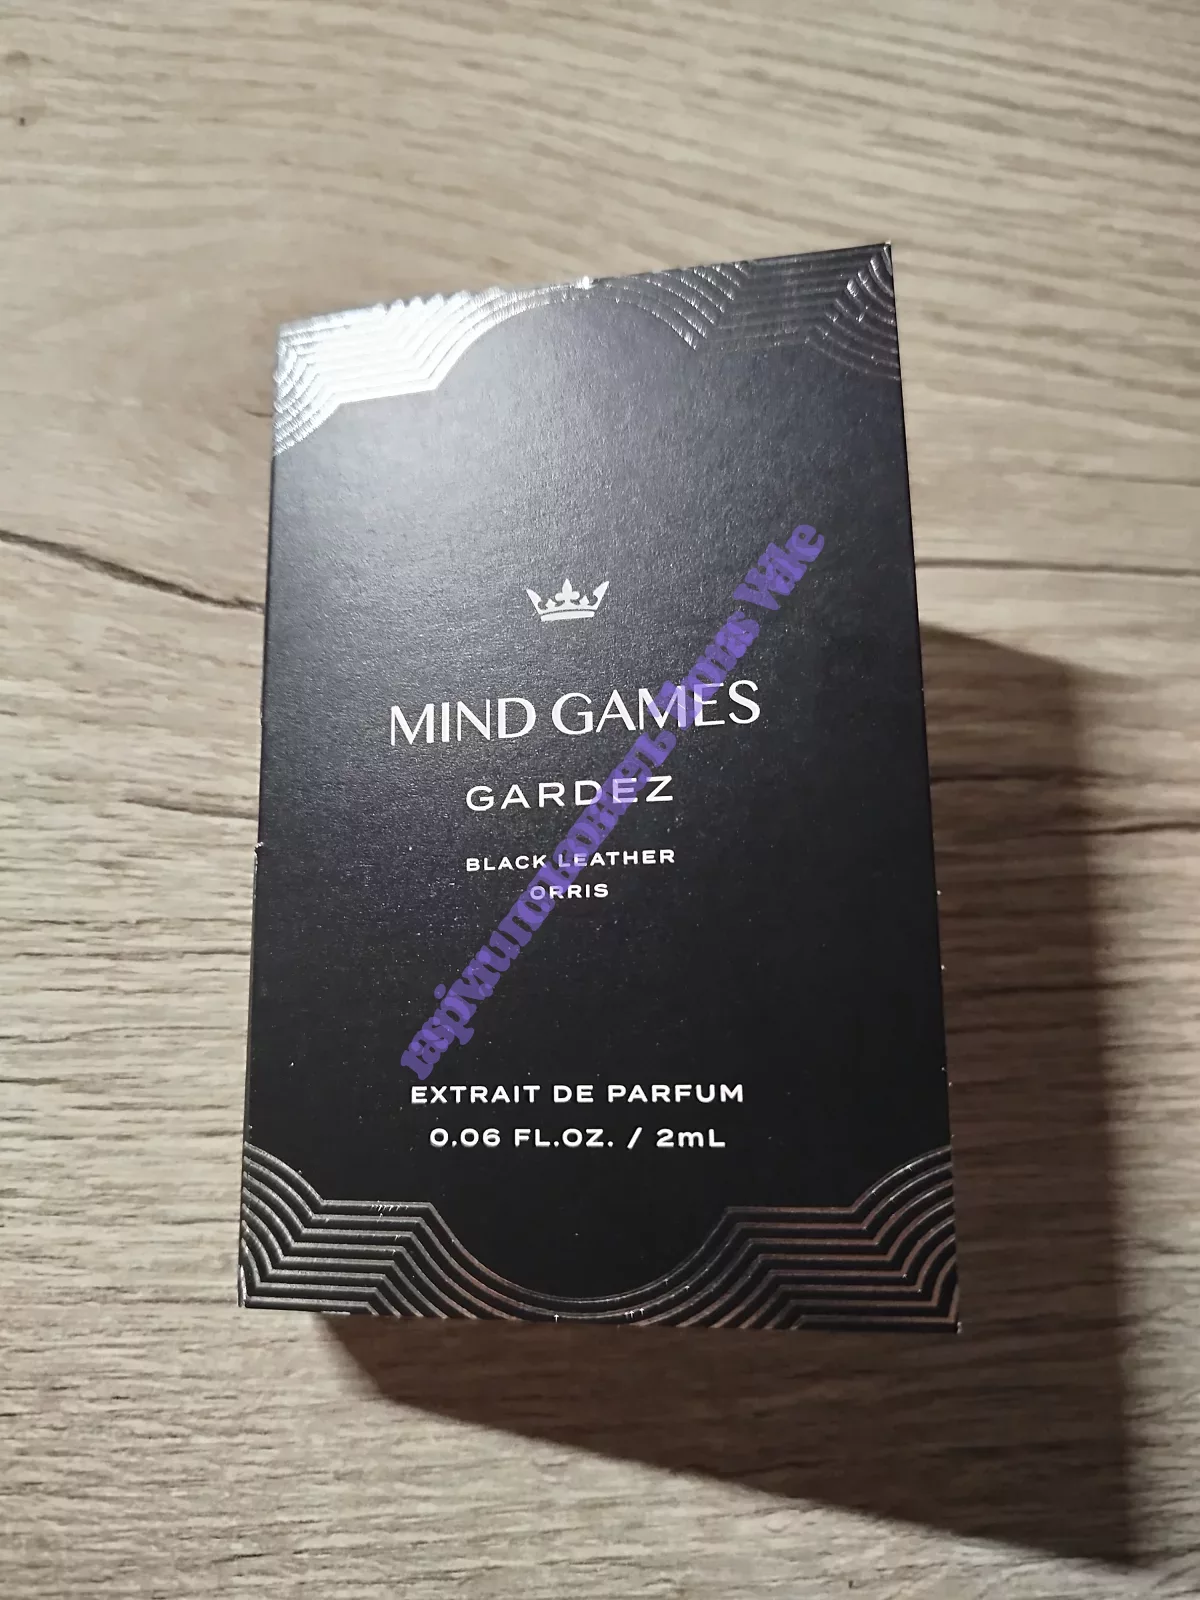 MIND GAMES
GARDEZ
BLACK LEATHER
ORRIS
EXTRAIT DE PARFUM
0.06 FL.OZ. / 2mL